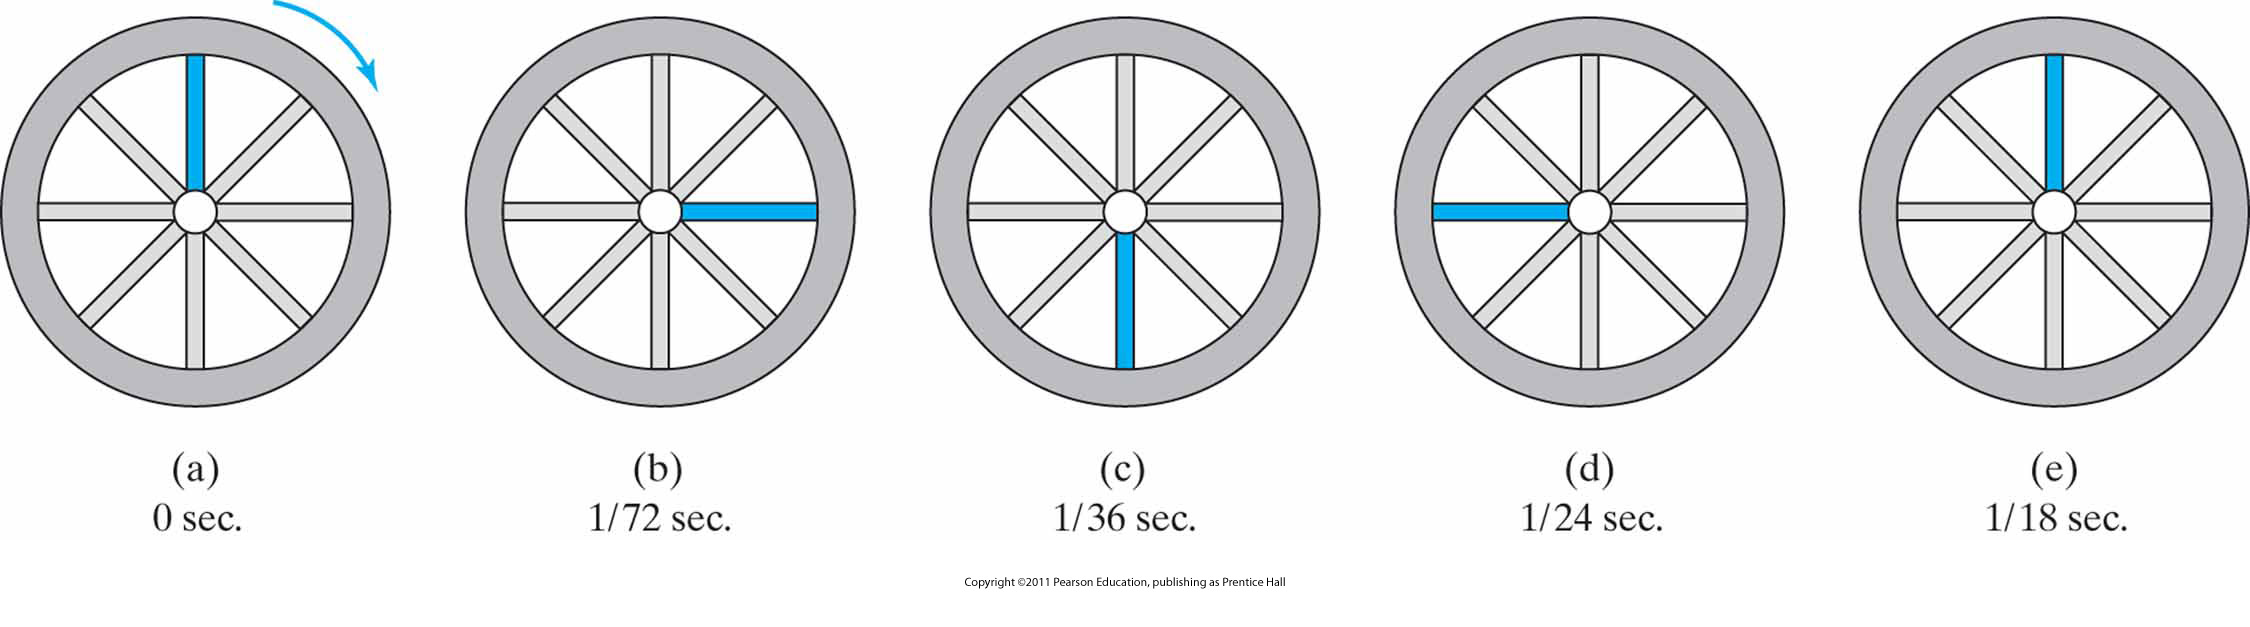 (a)
0 sec.
(b)
1/72 sec.
(c)
1/36 sec.
(d)
1/24 sec.
(e)
1/18 sec.
Copyright ©2011 Pearson Education, publishing as Prentice Hall